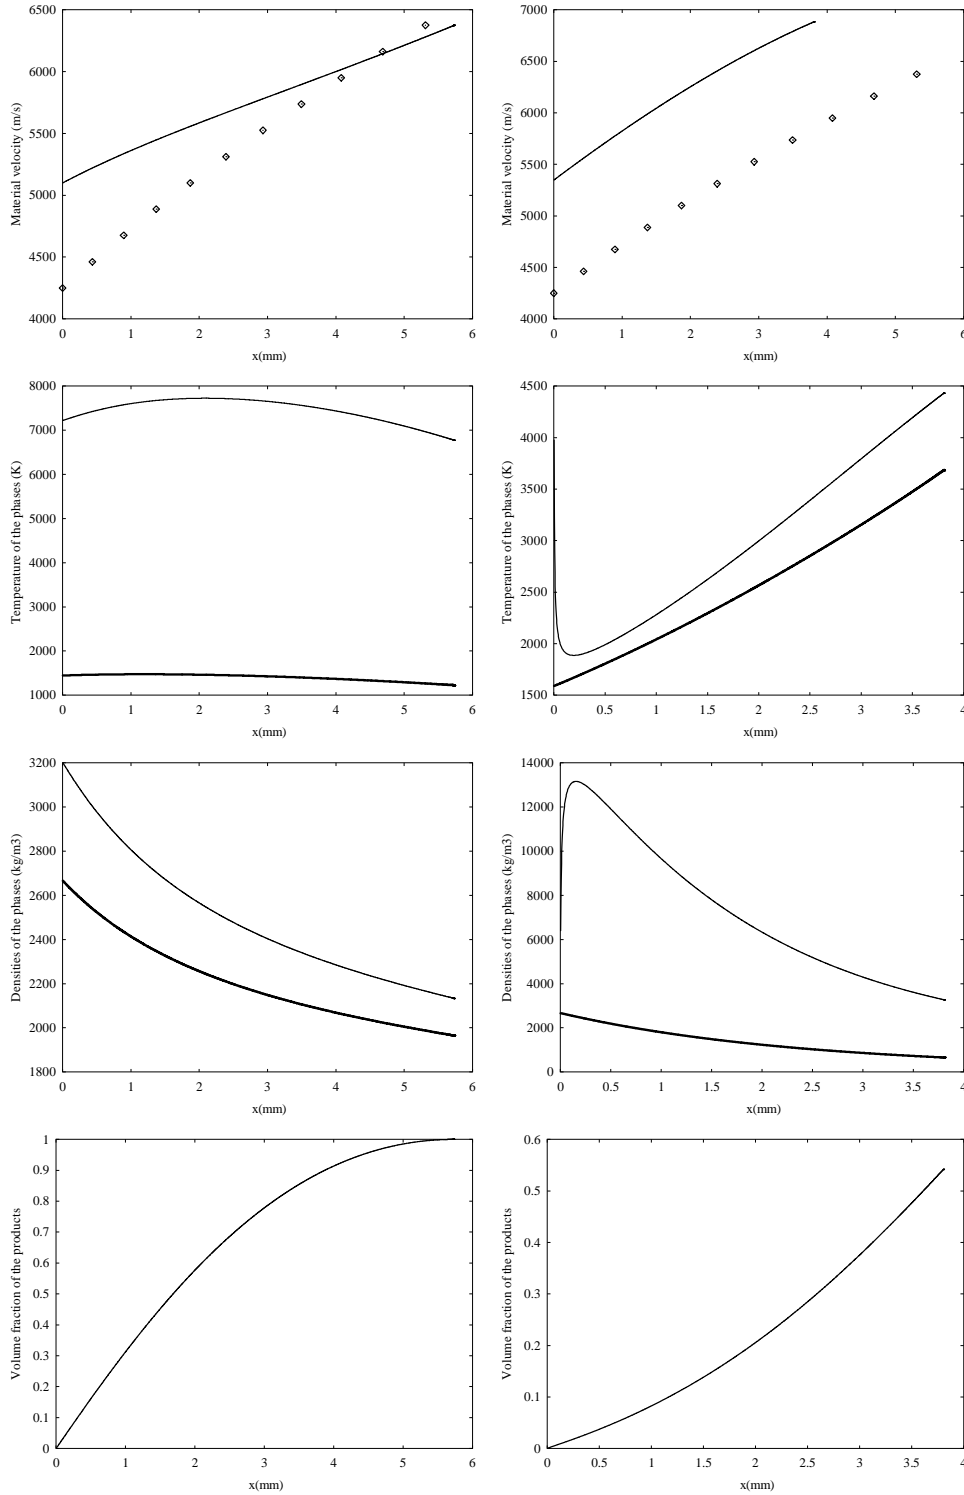 6500
6000
5500
5000
4500
4000
Material velocity (m/s)
0 1 2 3 4 5 6
x(mm)
7000
6500
6000
5500
5000
4500
4000
Material velocity (m/s)
0 1 2 3 4 5 6
x(mm)
8000
7000
6000
5000
4000
3000
2000
1000
Temperature of the phases (K)
0 1 2 3 4 5 6
x(mm)
4500
4000
3500
3000
2500
2000
1500
Temperature of the phases (K)
0 0.5 1 1.5 2 2.5 3 3.5 4
x(mm)
3200
3000
2800
2600
2400
2200
2000
1800
Densities of the phases (kg/m3)
0 1 2 3 4 5 6
x(mm)
14000
12000
10000
8000
6000
4000
2000
0
Densities of the phases (kg/m3)
0 0.5 1 1.5 2 2.5 3 3.5 4
x(mm)
1
0.9
0.8
0.7
0.6
0.5
0.4
0.3
0.2
0.1
0
Volume fraction of the products
0 1 2 3 4 5 6
x(mm)
0.6
0.5
0.4
0.3
0.2
0.1
0
Volume fraction of the products
0 0.5 1 1.5 2 2.5 3 3.5 4
x(mm)